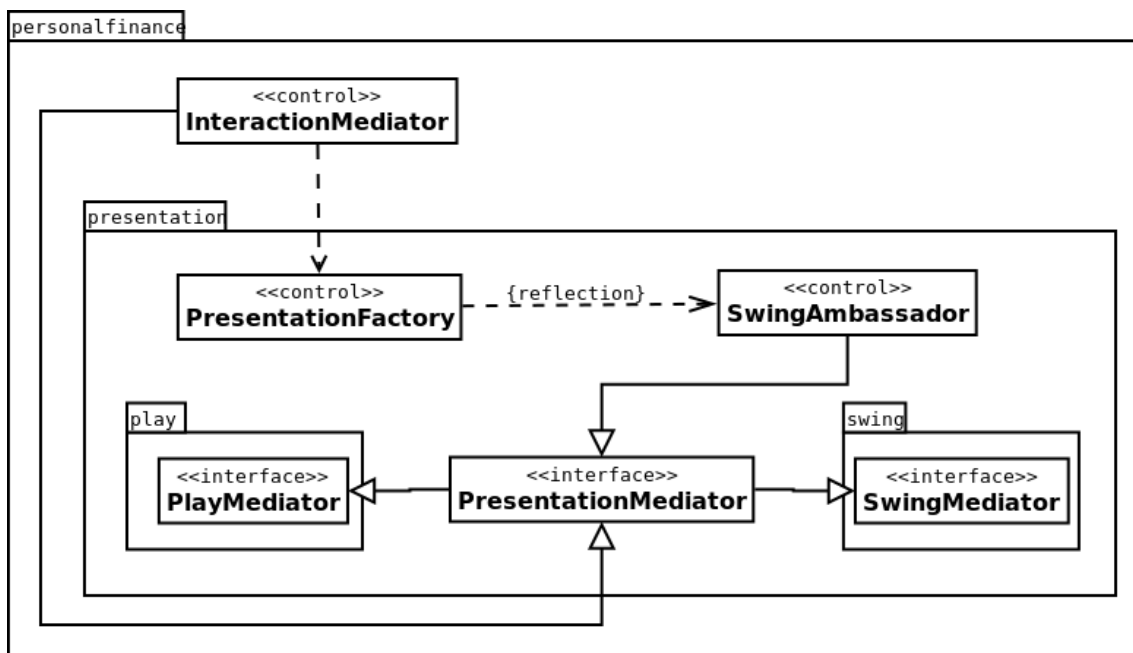 personalfinance
<<control>>
InteractionMediator
presentation
<<control>>
PresentationFactory
{reflection}
<<control>>
SwingAmbassador
play
<<interface>>
PlayMediator
<<interface>>
PresentationMediator
swing
<<interface>>
SwingMediator